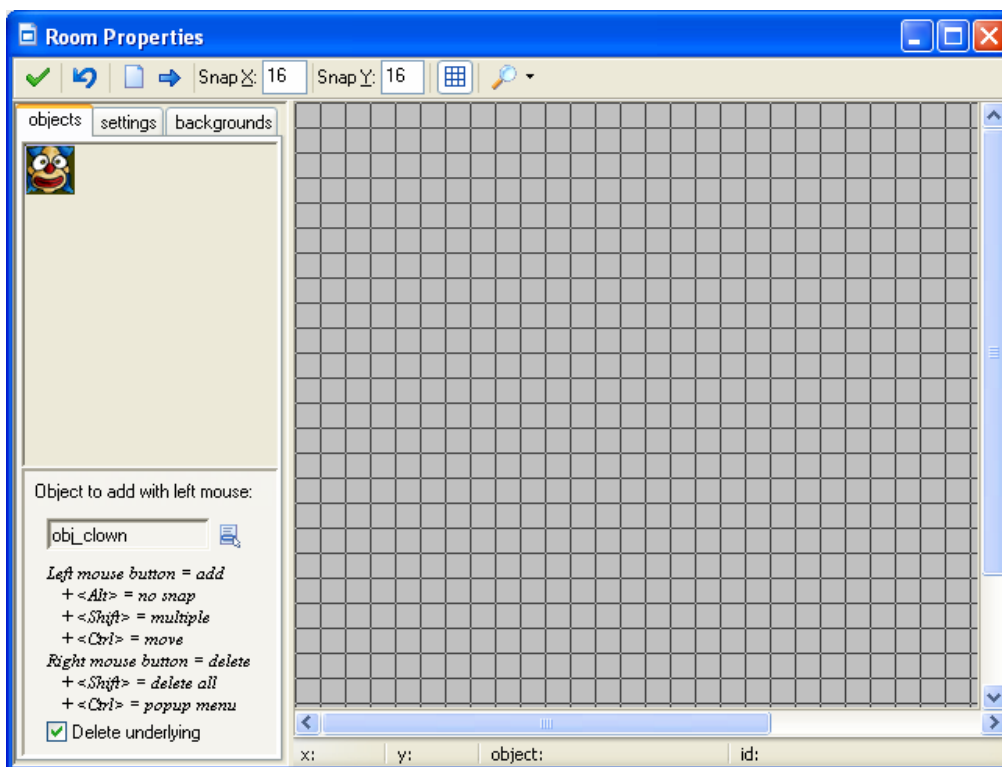 Room Properties
Snap X: 16 Snap Y: 16
objects settings backgrounds
Object to add with left mouse:
obj_clown
Left mouse button = add
+ <Alt> = no snap
+ <Shift> = multiple
+ <Ctrl> = move
Right mouse button = delete
+ <Shift> = delete all
+ <Ctrl> = popup menu
Delete underlying
x: y: object: id: